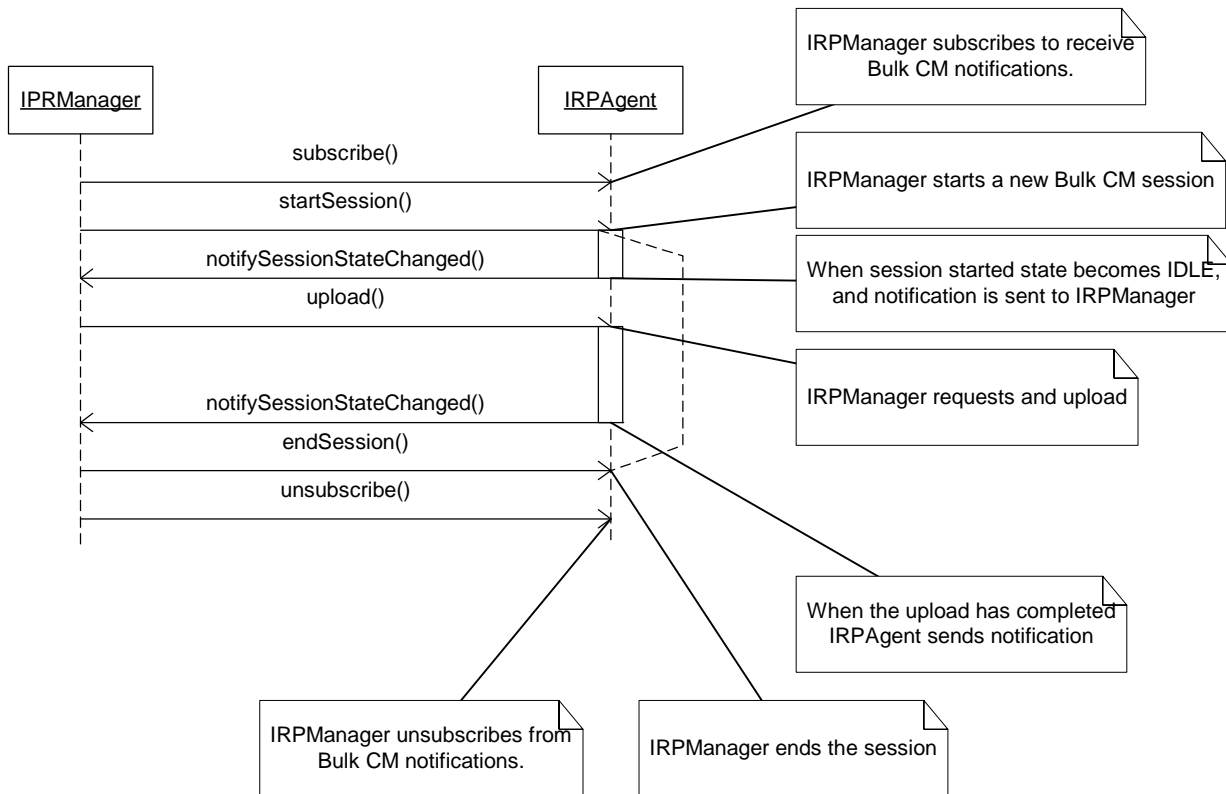 IRPManager subscribes to receive
Bulk CM notifications.
IPRManager
IRPAgent
subscribe()
IRPManager starts a new Bulk CM session
startSession()
notifySessionStateChanged()
When session started state becomes IDLE,
and notification is sent to IRPManager
upload()
IRPManager requests and upload
notifySessionStateChanged()
endSession()
unsubscribe()
When the upload has completed
IRPAgent sends notification
IRPManager unsubscribes from
Bulk CM notifications.
IRPManager ends the session